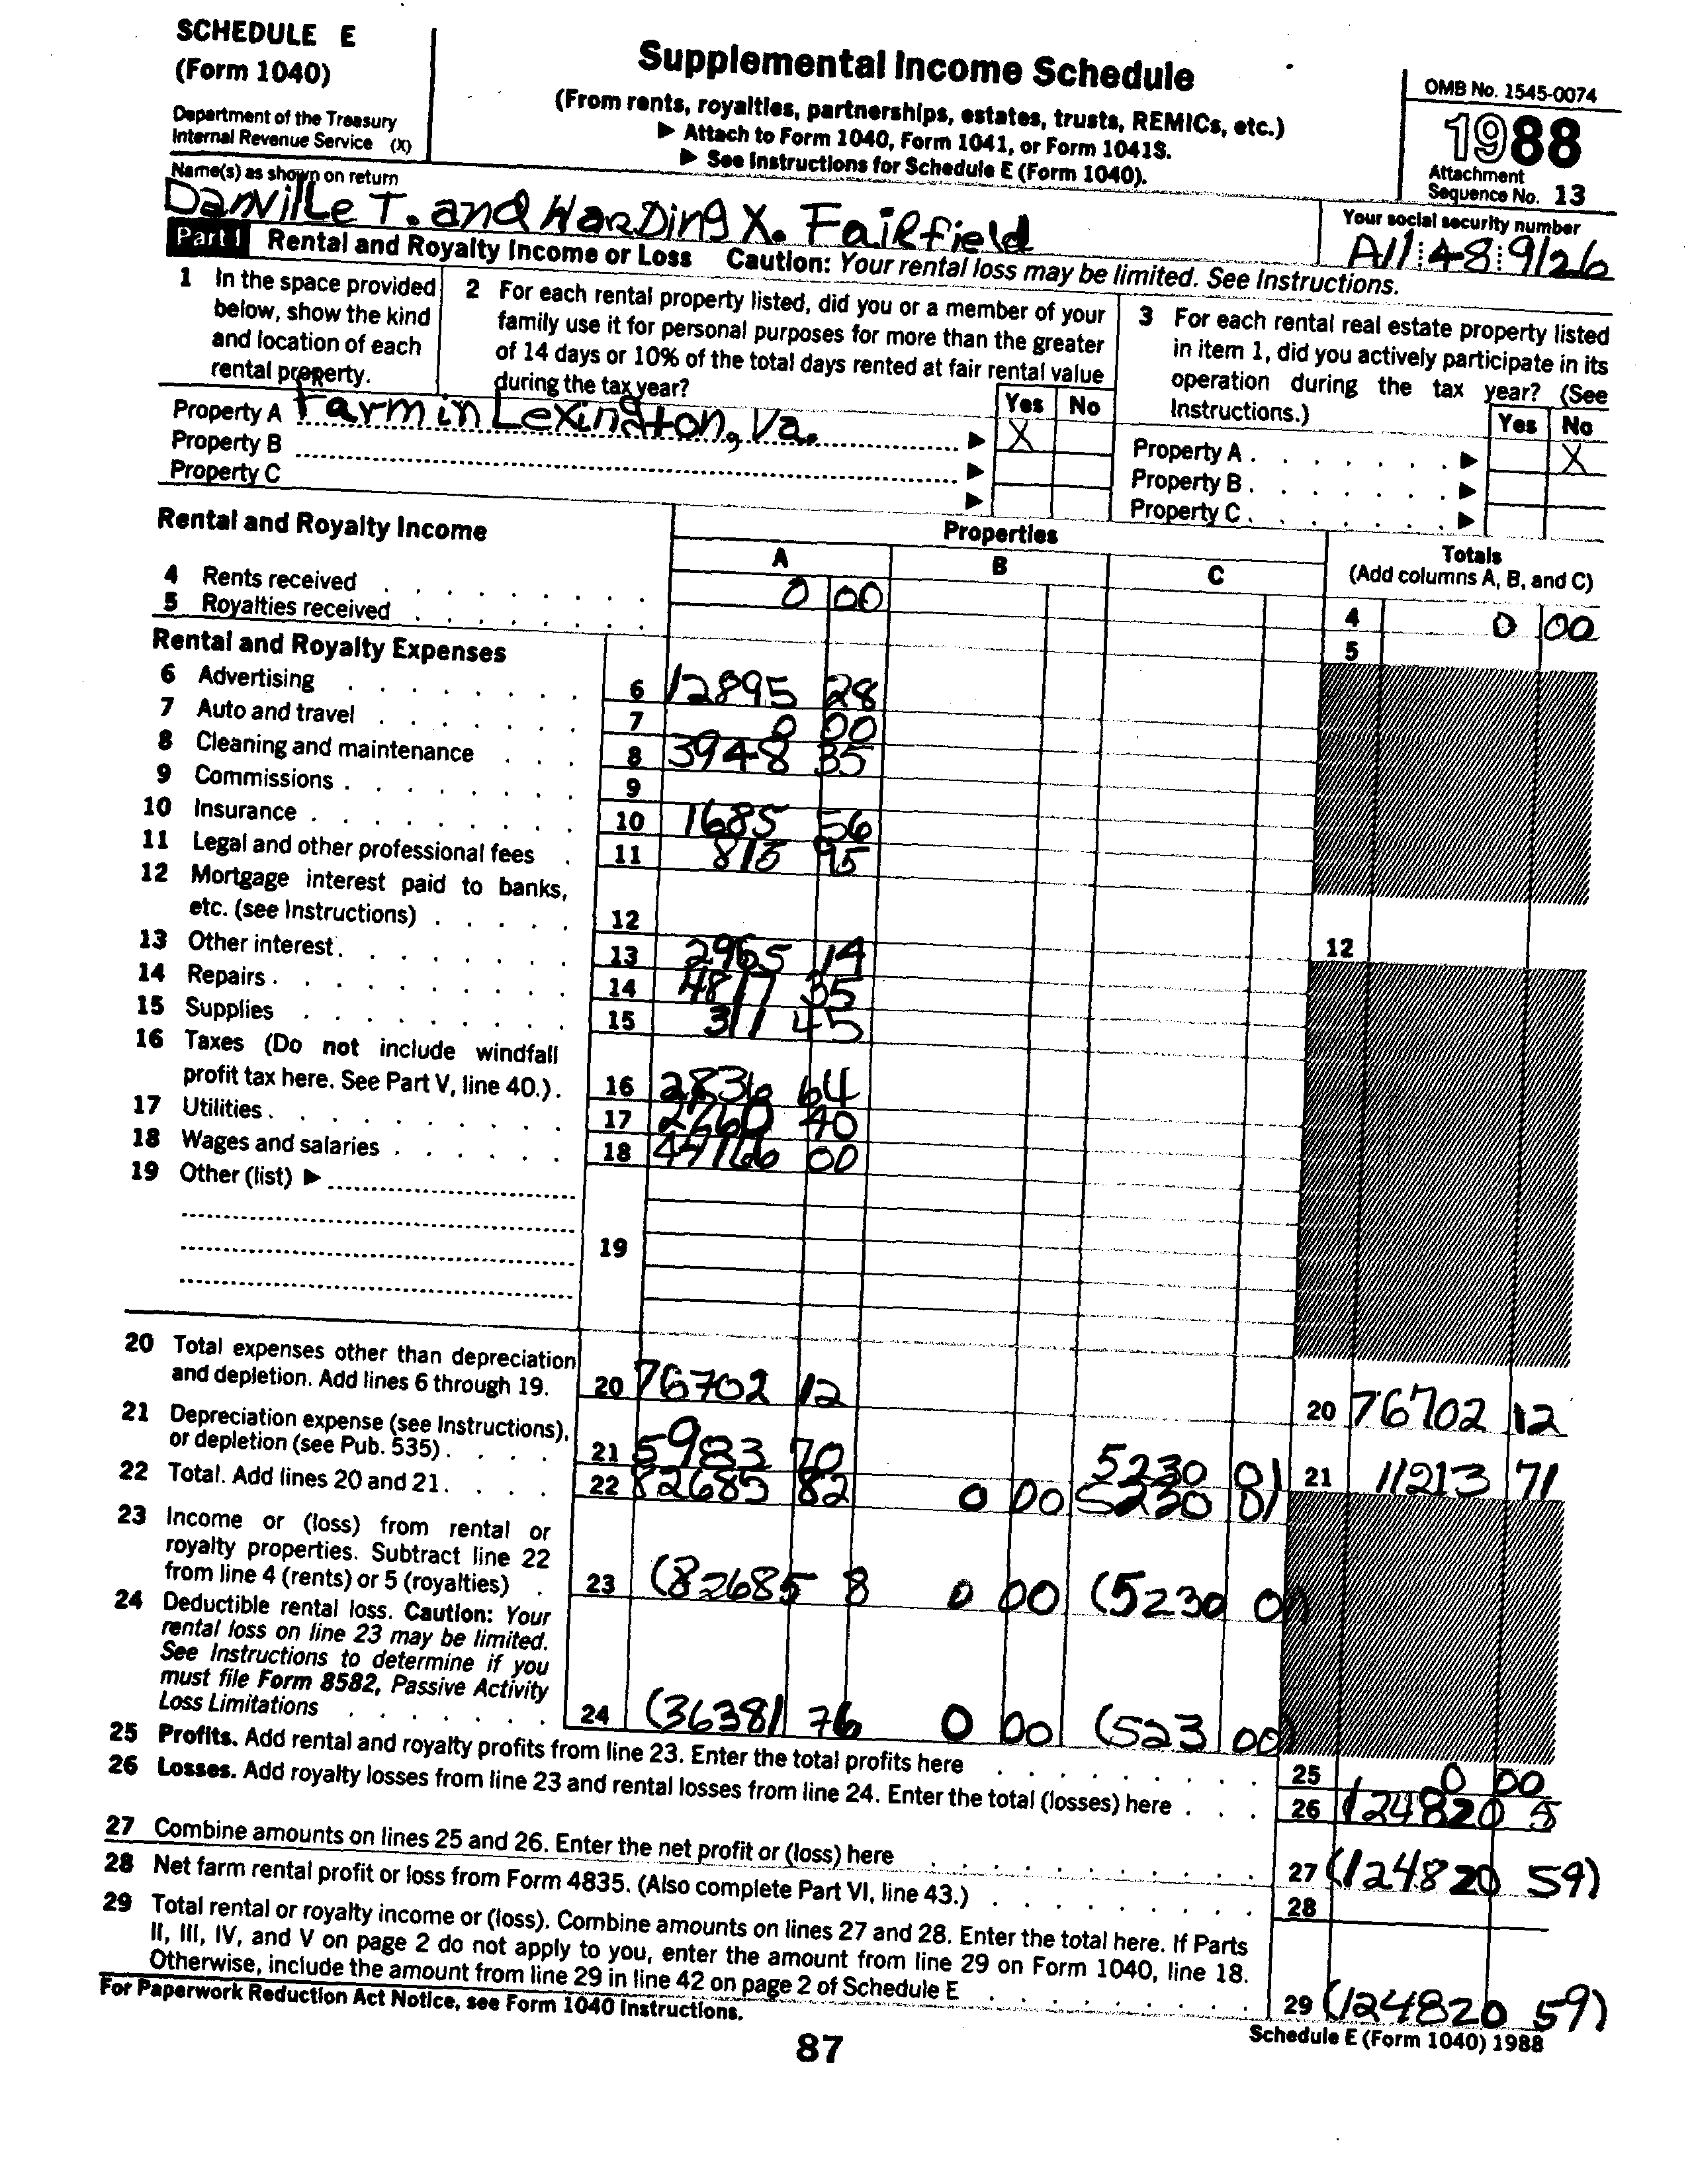 SCHEDULE E
(Form 1040)
Department of the Treasury
Internal Revenue Service (X)
Supplemental Income Schedule
(From rents, royalties, partnerships, estates, trusts, REMICs, etc.)
▶ Attach to Form 1040, Form 1041, or Form 1041S.
▶ See Instructions for Schedule E (Form 1040).
OMB No. 1545-0074
1988
Attachment
Sequence No. 13
Name(s) as shown on return
Danville T. and Harding X. Fairfield
Your social security number
A11 48 9126
Part I Rental and Royalty Income or Loss Caution: Your rental loss may be limited. See Instructions.
1 In the space provided
below, show the kind
and location of each
rental property.
2 For each rental property listed, did you or a member of your
family use it for personal purposes for more than the greater
of 14 days or 10% of the total days rented at fair rental value
during the tax year?
Yes No
3 For each rental real estate property listed
in item 1, did you actively participate in its
operation during the tax year? (See
Instructions.)
Yes No
Property A Farm in Lexington, Va. ▶ X
Property B ▶
Property C ▶
Property A . . . . . . . ▶ X
Property B . . . . . . . ▶
Property C . . . . . . . ▶
Rental and Royalty Income
Properties
A B C
Totals
(Add columns A, B, and C)
4 Rents received 0 00 4 0 00
5 Royalties received 5
Rental and Royalty Expenses
6 Advertising 6 12895 28
7 Auto and travel 7 0 00
8 Cleaning and maintenance 8 3948 35
9 Commissions 9
10 Insurance 10 1685 56
11 Legal and other professional fees 11 815 95
12 Mortgage interest paid to banks,
etc. (see Instructions) 12 12
13 Other interest 13 2965 14
14 Repairs 14 4817 35
15 Supplies 15 311 45
16 Taxes (Do not include windfall
profit tax here. See Part V, line 40.) 16 2836 64
17 Utilities 17 2260 40
18 Wages and salaries 18 44166 00
19 Other (list) ▶
19
20 Total expenses other than depreciation
and depletion. Add lines 6 through 19. 20 76702 12 20 76702 12
21 Depreciation expense (see Instructions),
or depletion (see Pub. 535) 21 5983 70 5230 01 21 11213 71
22 Total. Add lines 20 and 21 22 82685 82 0 00 5230 81
23 Income or (loss) from rental or
royalty properties. Subtract line 22
from line 4 (rents) or 5 (royalties) 23 (82685 8 0 00 (5230 0
24 Deductible rental loss. Caution: Your
rental loss on line 23 may be limited.
See Instructions to determine if you
must file Form 8582, Passive Activity
Loss Limitations 24 (36381 76 0 00 (523 00)
25 Profits. Add rental and royalty profits from line 23. Enter the total profits here 25 0 00
26 Losses. Add royalty losses from line 23 and rental losses from line 24. Enter the total (losses) here 26 (124820 5
27 Combine amounts on lines 25 and 26. Enter the net profit or (loss) here 27 (124820 59)
28 Net farm rental profit or loss from Form 4835. (Also complete Part VI, line 43.) 28
29 Total rental or royalty income or (loss). Combine amounts on lines 27 and 28. Enter the total here. If Parts
II, III, IV, and V on page 2 do not apply to you, enter the amount from line 29 on Form 1040, line 18.
Otherwise, include the amount from line 29 in line 42 on page 2 of Schedule E 29 (124820 59)
For Paperwork Reduction Act Notice, see Form 1040 Instructions.
Schedule E (Form 1040) 1988
87